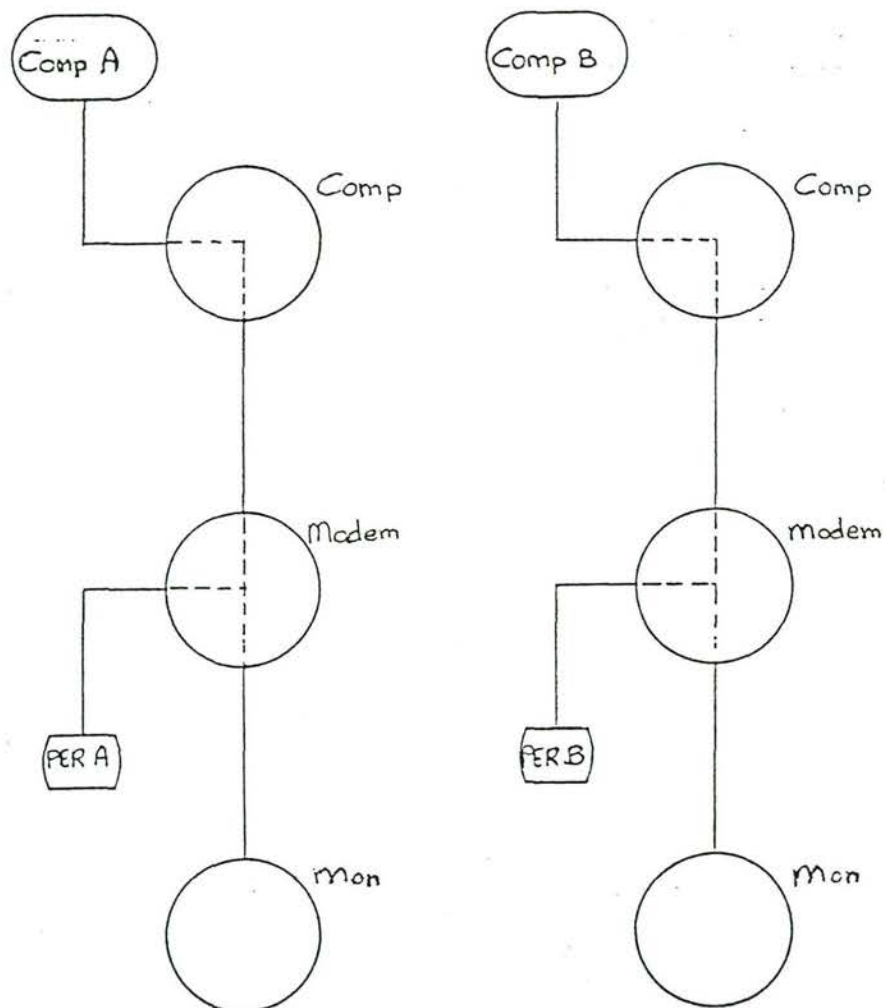 Comp A
Comp B
Comp
Comp
Modem
Modem
PER A
PER B
Mon
Mon